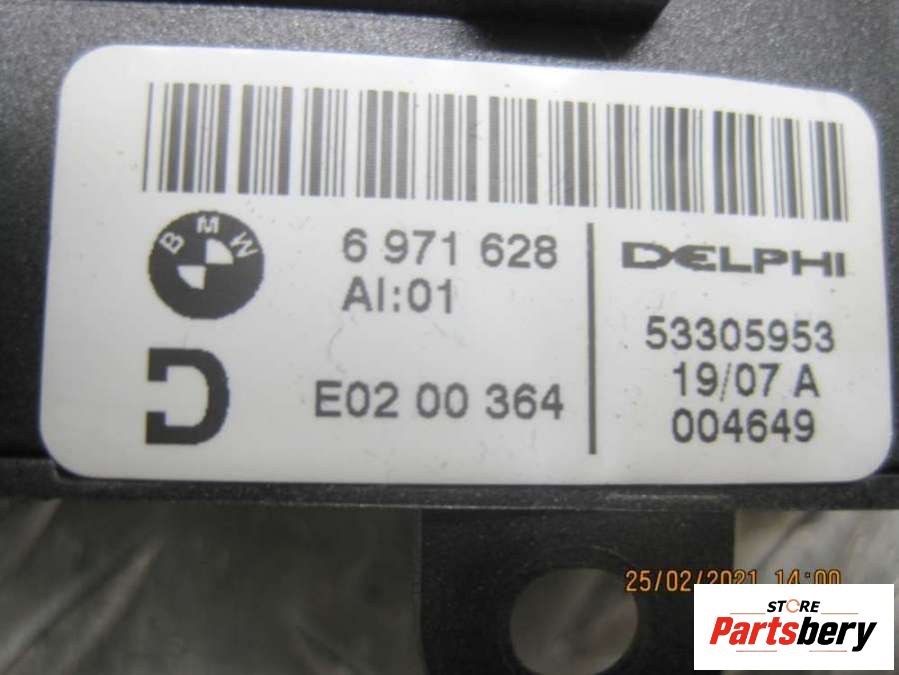 BMW
6 971 628
AI:01
D
E02 00 364
DELPHI
53305953
19/07 A
004649
25/02/2021 14:00
STORE
Partsbery